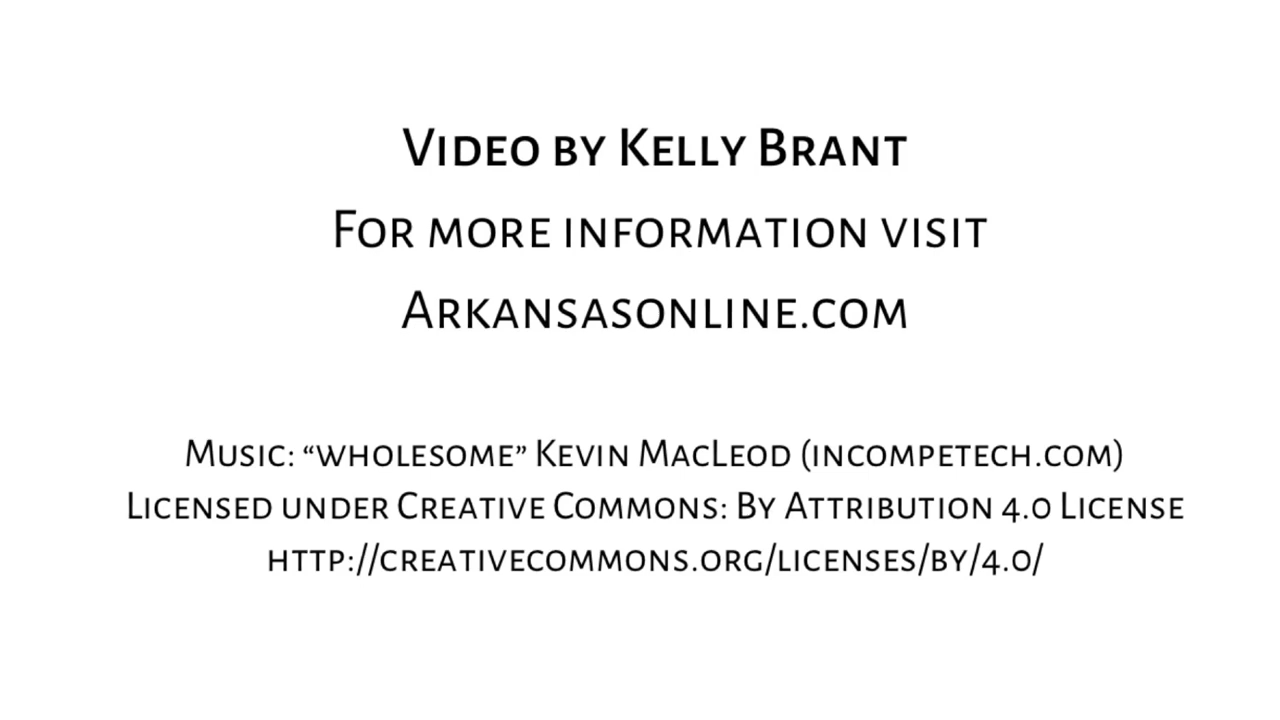 Video by Kelly Brant
For more information visit
Arkansasonline.com
Music: “wholesome” Kevin MacLeod (incompetech.com)
Licensed under Creative Commons: By Attribution 4.0 License
http://creativecommons.org/licenses/by/4.0/